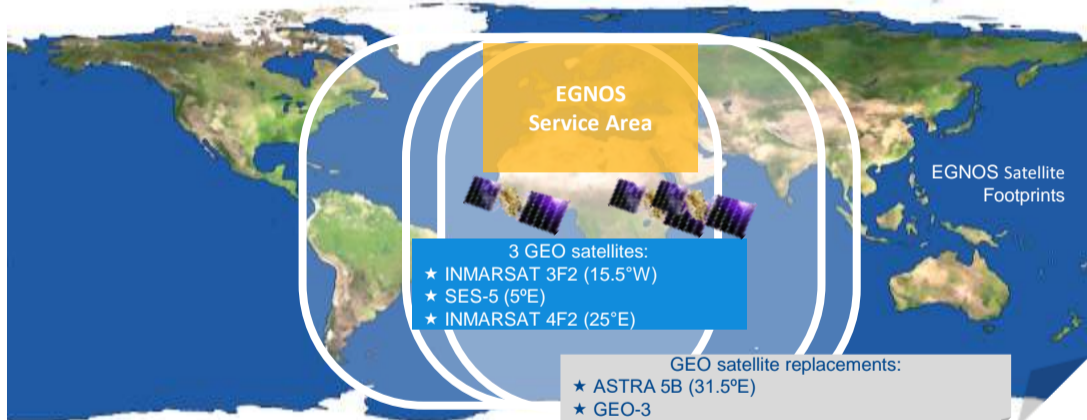 EGNOS
Service Area
EGNOS Satellite
Footprints
3 GEO satellites:
★ INMARSAT 3F2 (15.5°W)
★ SES-5 (5ºE)
★ INMARSAT 4F2 (25°E)
GEO satellite replacements:
★ ASTRA 5B (31.5ºE)
★ GEO-3